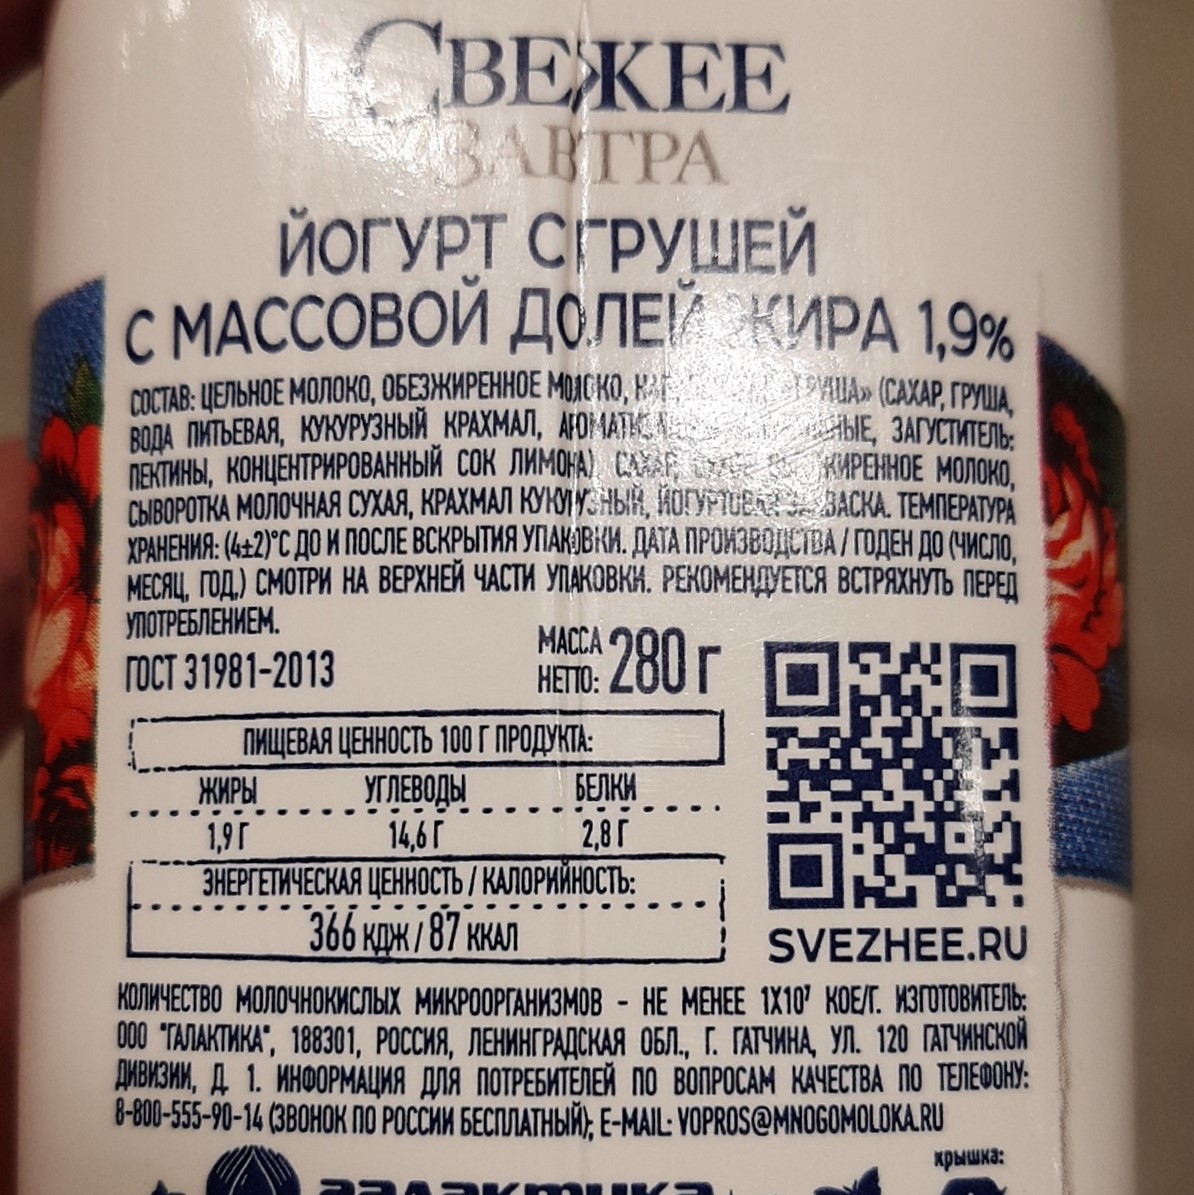 СВЕЖЕЕ
ЗАВТРА
ЙОГУРТ С ГРУШЕЙ
С МАССОВОЙ ДОЛЕЙ ЖИРА 1,9%
СОСТАВ: ЦЕЛЬНОЕ МОЛОКО, ОБЕЗЖИРЕННОЕ МОЛОКО, «ГРУША» (САХАР, ГРУША,
ВОДА ПИТЬЕВАЯ, КУКУРУЗНЫЙ КРАХМАЛ, ЗАГУСТИТЕЛЬ:
ПЕКТИНЫ, КОНЦЕНТРИРОВАННЫЙ СОК ЛИМОНА) САХАР, МОЛОКО,
СЫВОРОТКА МОЛОЧНАЯ СУХАЯ, КРАХМАЛ КУКУРУЗНЫЙ, ЙОГУРТОВАЯ ЗАКВАСКА. ТЕМПЕРАТУРА
ХРАНЕНИЯ: (4±2)°С ДО И ПОСЛЕ ВСКРЫТИЯ УПАКОВКИ. ДАТА ПРОИЗВОДСТВА / ГОДЕН ДО (ЧИСЛО,
МЕСЯЦ, ГОД,) СМОТРИ НА ВЕРХНЕЙ ЧАСТИ УПАКОВКИ. РЕКОМЕНДУЕТСЯ ВСТРЯХНУТЬ ПЕРЕД
УПОТРЕБЛЕНИЕМ.
ГОСТ 31981-2013
МАССА
НЕТТО: 280 г
ПИЩЕВАЯ ЦЕННОСТЬ 100 Г ПРОДУКТА:
ЖИРЫ УГЛЕВОДЫ БЕЛКИ
1,9 Г 14,6 Г 2,8 Г
ЭНЕРГЕТИЧЕСКАЯ ЦЕННОСТЬ / КАЛОРИЙНОСТЬ:
366 КДЖ / 87 ККАЛ
SVEZHEE.RU
КОЛИЧЕСТВО МОЛОЧНОКИСЛЫХ МИКРООРГАНИЗМОВ - НЕ МЕНЕЕ 1Х10⁷ КОЕ/Г. ИЗГОТОВИТЕЛЬ:
ООО "ГАЛАКТИКА", 188301, РОССИЯ, ЛЕНИНГРАДСКАЯ ОБЛ., Г. ГАТЧИНА, УЛ. 120 ГАТЧИНСКОЙ
ДИВИЗИИ, Д. 1. ИНФОРМАЦИЯ ДЛЯ ПОТРЕБИТЕЛЕЙ ПО ВОПРОСАМ КАЧЕСТВА ПО ТЕЛЕФОНУ:
8-800-555-90-14 (ЗВОНОК ПО РОССИИ БЕСПЛАТНЫЙ); E-MAIL: VOPROS@MNOGOMOLOKA.RU
крышка:
галактика